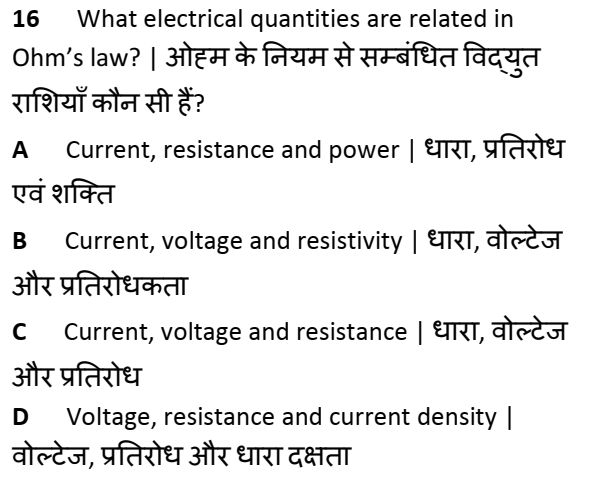 16 What electrical quantities are related in
Ohm's law? | ओह्म के नियम से सम्बंधित विद्युत
राशियाँ कौन सी हैं?
A Current, resistance and power | धारा, प्रतिरोध
एवं शक्ति
B Current, voltage and resistivity | धारा, वोल्टेज
और प्रतिरोधकता
C Current, voltage and resistance | धारा, वोल्टेज
और प्रतिरोध
D Voltage, resistance and current density |
वोल्टेज, प्रतिरोध और धारा दक्षता